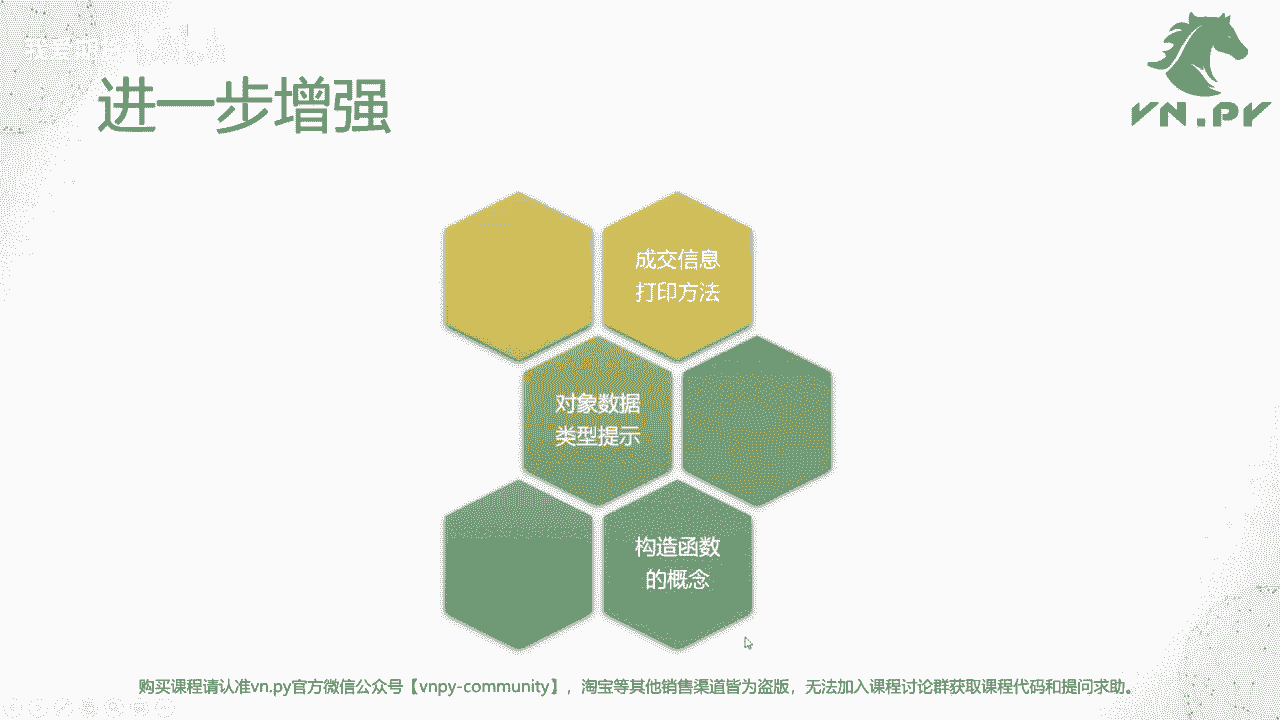 VN.PY
进一步增强
成交信息
打印方法
对象数据
类型提示
构造函数
的概念
购买课程请认准vn.py官方微信公众号【vnpy-community】，淘宝等其他销售渠道皆为盗版，无法加入课程讨论群获取课程代码和提问求助。